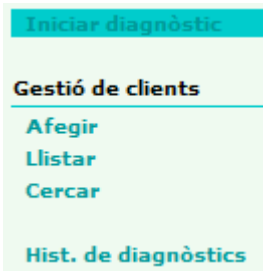 Iniciar diagnòstic
Gestió de clients
Afegir
Llistar
Cercar
Hist. de diagnòstics